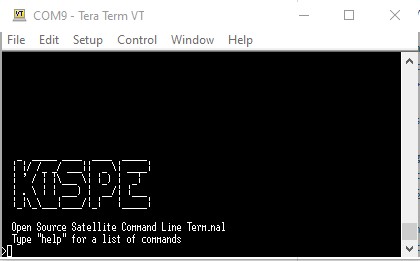 COM9 - Tera Term VT
File Edit Setup Control Window Help
KISPE
Open Source Satellite Command Line Term.nal
Type "help" for a list of commands
>